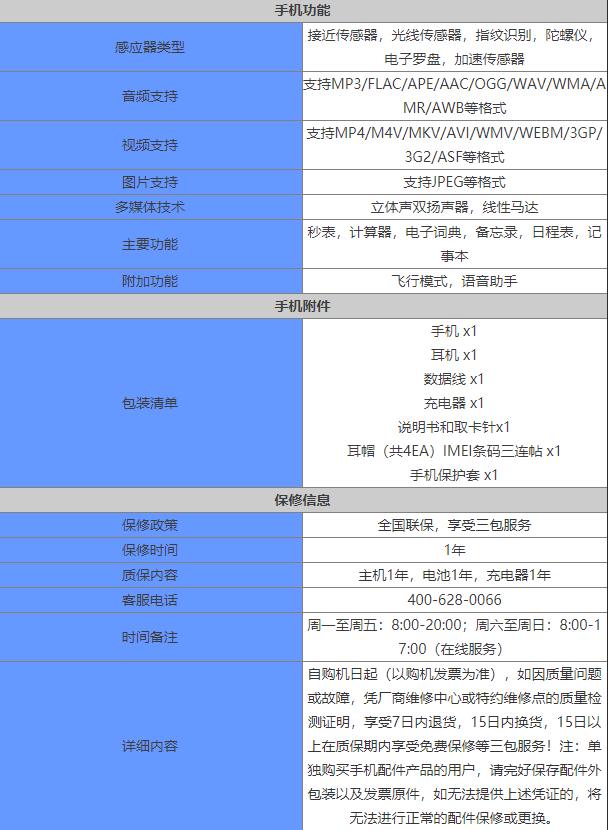 手机功能
感应器类型
接近传感器，光线传感器，指纹识别，陀螺仪，
电子罗盘，加速传感器
音频支持
支持MP3/FLAC/APE/AAC/OGG/WAV/WMA/A
MR/AWB等格式
视频支持
支持MP4/M4V/MKV/AVI/WMV/WEBM/3GP/
3G2/ASF等格式
图片支持
支持JPEG等格式
多媒体技术
立体声双扬声器，线性马达
主要功能
秒表，计算器，电子词典，备忘录，日程表，记
事本
附加功能
飞行模式，语音助手
手机附件
包装清单
手机 x1
耳机 x1
数据线 x1
充电器 x1
说明书和取卡针x1
耳帽（共4EA）IMEI条码三连帖 x1
手机保护套 x1
保修信息
保修政策
全国联保，享受三包服务
保修时间
1年
质保内容
主机1年，电池1年，充电器1年
客服电话
400-628-0066
时间备注
周一至周五：8:00-20:00；周六至周日：8:00-1
7:00（在线服务）
详细内容
自购机日起（以购机发票为准），如因质量问题
或故障，凭厂商维修中心或特约维修点的质量检
测证明，享受7日内退货，15日内换货，15日以
上在质保期内享受免费保修等三包服务！注：单
独购买手机配件产品的用户，请完好保存配件外
包装以及发票原件，如无法提供上述凭证的，将
无法进行正常的配件保修或更换。